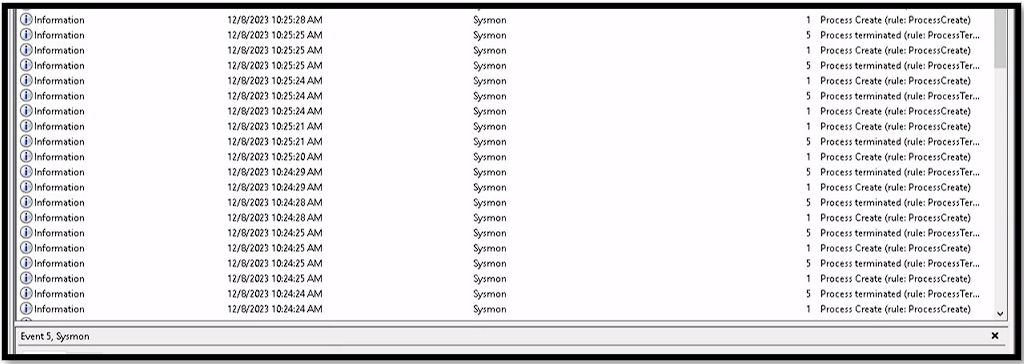 Information 12/8/2023 10:25:28 AM Sysmon 1 Process Create (rule: ProcessCreate)
Information 12/8/2023 10:25:25 AM Sysmon 5 Process terminated (rule: ProcessTer...
Information 12/8/2023 10:25:25 AM Sysmon 1 Process Create (rule: ProcessCreate)
Information 12/8/2023 10:25:25 AM Sysmon 5 Process terminated (rule: ProcessTer...
Information 12/8/2023 10:25:24 AM Sysmon 1 Process Create (rule: ProcessCreate)
Information 12/8/2023 10:25:24 AM Sysmon 5 Process terminated (rule: ProcessTer...
Information 12/8/2023 10:25:24 AM Sysmon 1 Process Create (rule: ProcessCreate)
Information 12/8/2023 10:25:21 AM Sysmon 1 Process Create (rule: ProcessCreate)
Information 12/8/2023 10:25:21 AM Sysmon 5 Process terminated (rule: ProcessTer...
Information 12/8/2023 10:25:20 AM Sysmon 1 Process Create (rule: ProcessCreate)
Information 12/8/2023 10:24:29 AM Sysmon 5 Process terminated (rule: ProcessTer...
Information 12/8/2023 10:24:29 AM Sysmon 1 Process Create (rule: ProcessCreate)
Information 12/8/2023 10:24:28 AM Sysmon 5 Process terminated (rule: ProcessTer...
Information 12/8/2023 10:24:28 AM Sysmon 1 Process Create (rule: ProcessCreate)
Information 12/8/2023 10:24:25 AM Sysmon 5 Process terminated (rule: ProcessTer...
Information 12/8/2023 10:24:25 AM Sysmon 1 Process Create (rule: ProcessCreate)
Information 12/8/2023 10:24:25 AM Sysmon 5 Process terminated (rule: ProcessTer...
Information 12/8/2023 10:24:25 AM Sysmon 1 Process Create (rule: ProcessCreate)
Information 12/8/2023 10:24:24 AM Sysmon 5 Process terminated (rule: ProcessTer...
Information 12/8/2023 10:24:24 AM Sysmon 1 Process Create (rule: ProcessCreate)
Event 5, Sysmon